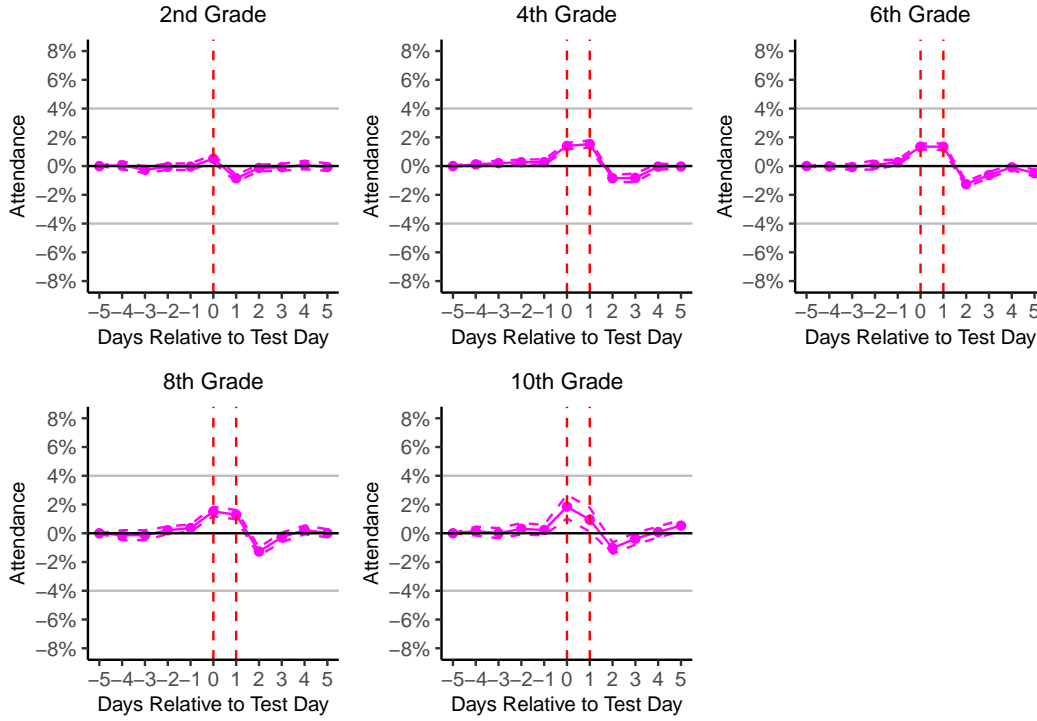 2nd Grade
8%
6%
4%
2%
0%
−2%
−4%
−6%
−8%
Attendance
−5 −4 −3 −2 −1 0 1 2 3 4 5
Days Relative to Test Day
4th Grade
8%
6%
4%
2%
0%
−2%
−4%
−6%
−8%
Attendance
−5 −4 −3 −2 −1 0 1 2 3 4 5
Days Relative to Test Day
6th Grade
8%
6%
4%
2%
0%
−2%
−4%
−6%
−8%
Attendance
−5 −4 −3 −2 −1 0 1 2 3 4 5
Days Relative to Test Day
8th Grade
8%
6%
4%
2%
0%
−2%
−4%
−6%
−8%
Attendance
−5 −4 −3 −2 −1 0 1 2 3 4 5
Days Relative to Test Day
10th Grade
8%
6%
4%
2%
0%
−2%
−4%
−6%
−8%
Attendance
−5 −4 −3 −2 −1 0 1 2 3 4 5
Days Relative to Test Day